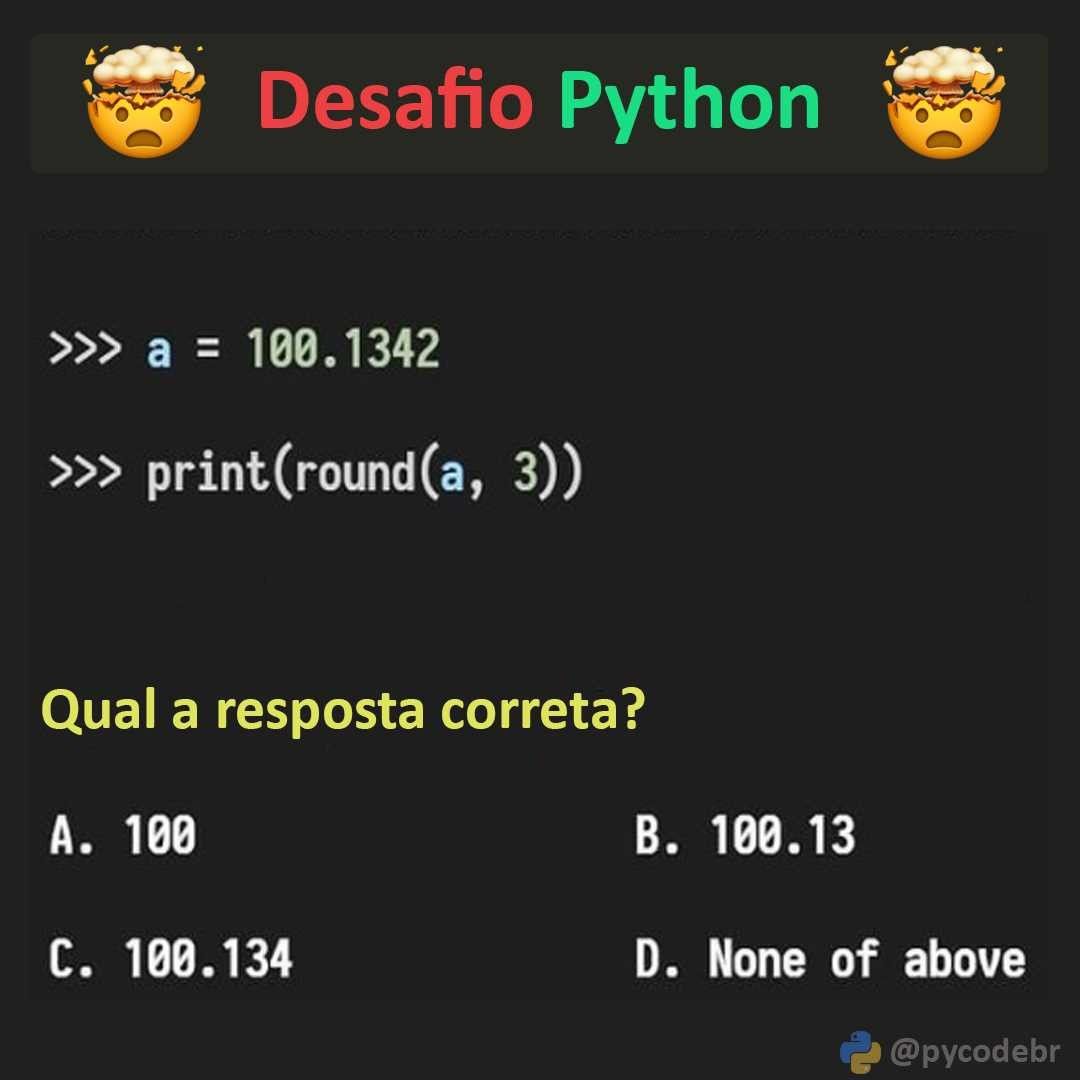 Desafio Python
>>> a = 100.1342
>>> print(round(a, 3))
Qual a resposta correta?
A. 100
B. 100.13
C. 100.134
D. None of above
@pycodebr